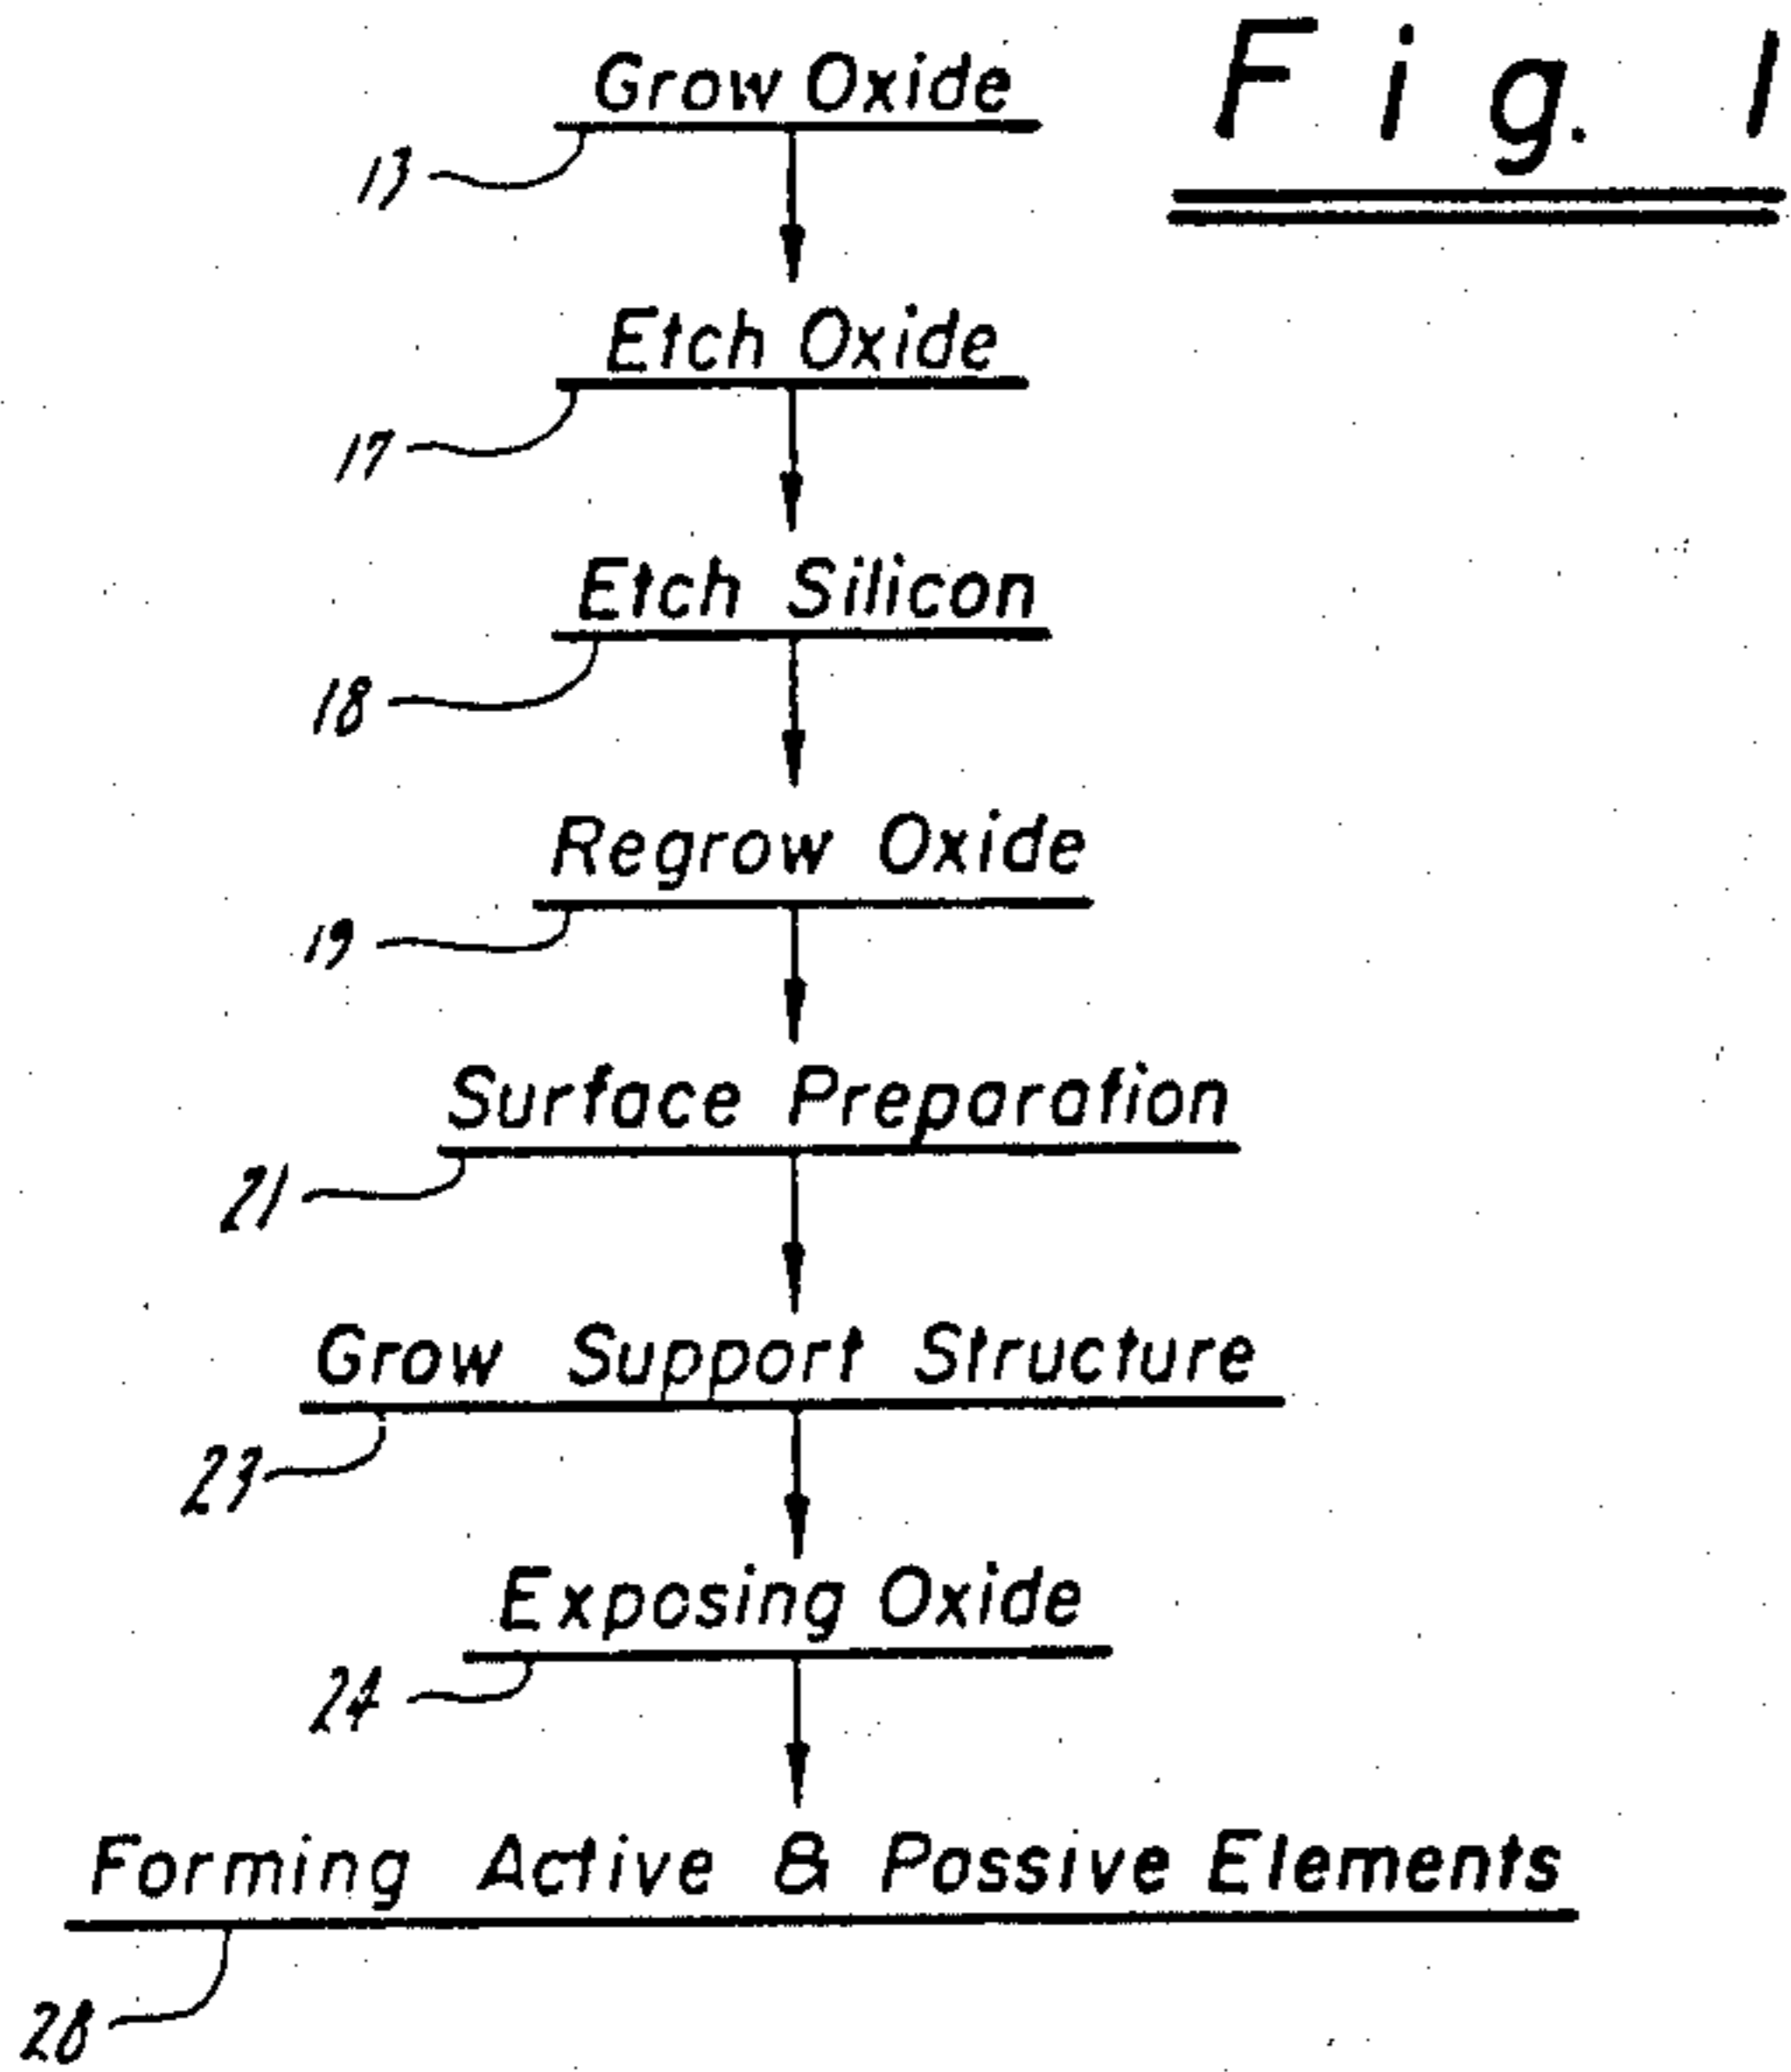 Grow Oxide
Fig. 1
13
Etch Oxide
17
Etch Silicon
18
Regrow Oxide
19
Surface Preparation
21
Grow Support Structure
23
Exposing Oxide
24
Forming Active & Passive Elements
28